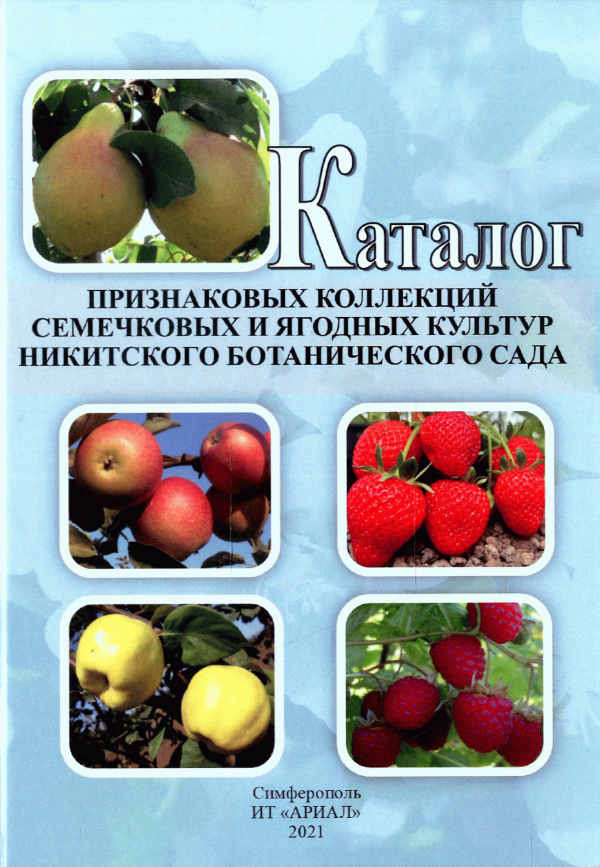 Каталог
ПРИЗНАКОВЫХ КОЛЛЕКЦИЙ
СЕМЕЧКОВЫХ И ЯГОДНЫХ КУЛЬТУР
НИКИТСКОГО БОТАНИЧЕСКОГО САДА
Симферополь
ИТ «АРИАЛ»
2021